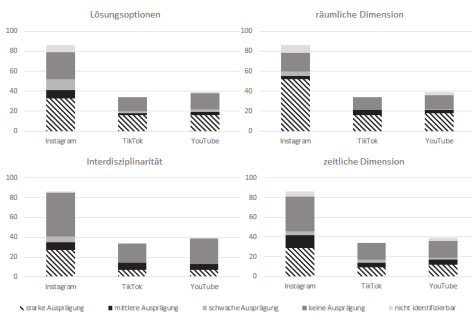 Lösungsoptionen
100
80
60
40
20
0
Instagram TikTok YouTube
räumliche Dimension
100
80
60
40
20
0
Instagram TikTok YouTube
Interdisziplinarität
100
80
60
40
20
0
Instagram TikTok YouTube
zeitliche Dimension
100
80
60
40
20
0
Instagram TikTok YouTube
starke Ausprägung mittlere Ausprägung schwache Ausprägung keine Ausprägung nicht identifizierbar